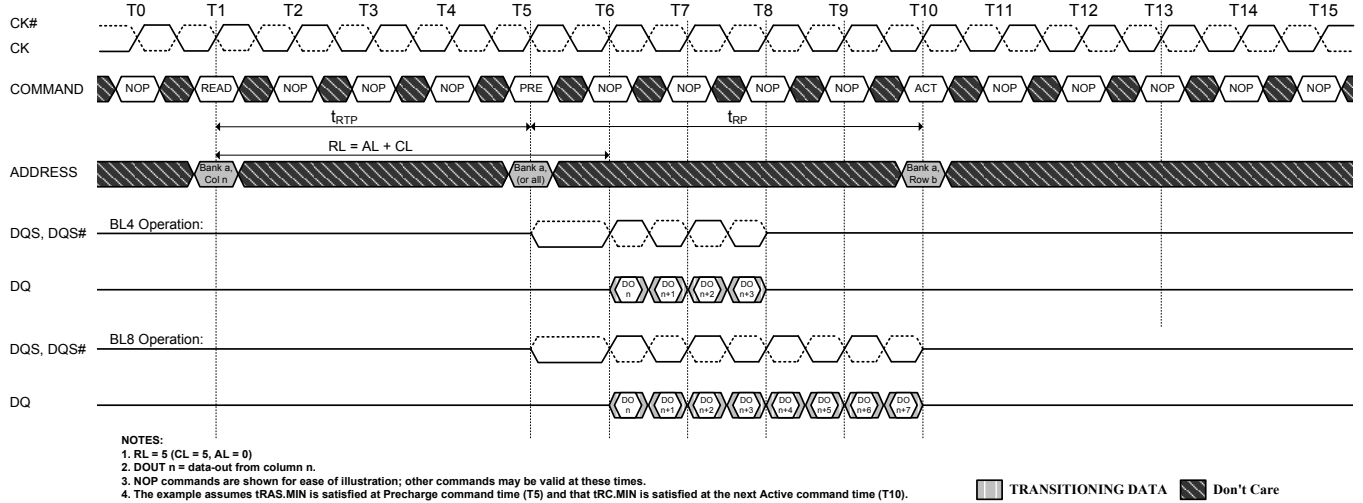 T0 T1 T2 T3 T4 T5 T6 T7 T8 T9 T10 T11 T12 T13 T14 T15
CK#
CK
COMMAND NOP READ NOP NOP NOP PRE NOP NOP NOP NOP ACT NOP NOP NOP NOP NOP
tRTP tRP
RL = AL + CL
ADDRESS Bank a, Col n Bank a, (or all) Bank a, Row b
BL4 Operation:
DQS, DQS#
DQ DO n DO n+1 DO n+2 DO n+3
BL8 Operation:
DQS, DQS#
DQ DO n DO n+1 DO n+2 DO n+3 DO n+4 DO n+5 DO n+6 DO n+7
NOTES:
1. RL = 5 (CL = 5, AL = 0)
2. DOUT n = data-out from column n.
3. NOP commands are shown for ease of illustration; other commands may be valid at these times.
4. The example assumes tRAS.MIN is satisfied at Precharge command time (T5) and that tRC.MIN is satisfied at the next Active command time (T10).
TRANSITIONING DATA Don't Care